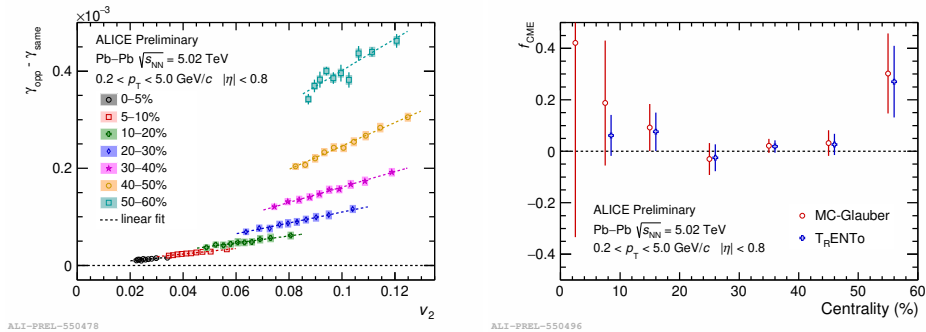 ×10⁻³
γopp - γsame
0.4
0.2
0
ALICE Preliminary
Pb–Pb √sNN = 5.02 TeV
0.2 < pT < 5.0 GeV/c |η| < 0.8
0–5%
5–10%
10–20%
20–30%
30–40%
40–50%
50–60%
linear fit
0 0.02 0.04 0.06 0.08 0.1 0.12
v2
ALI-PREL-550478
fCME
0.4
0.2
0
−0.2
−0.4
ALICE Preliminary
Pb–Pb √sNN = 5.02 TeV
0.2 < pT < 5.0 GeV/c |η| < 0.8
MC-Glauber
TRENTo
0 10 20 30 40 50 60
Centrality (%)
ALI-PREL-550496